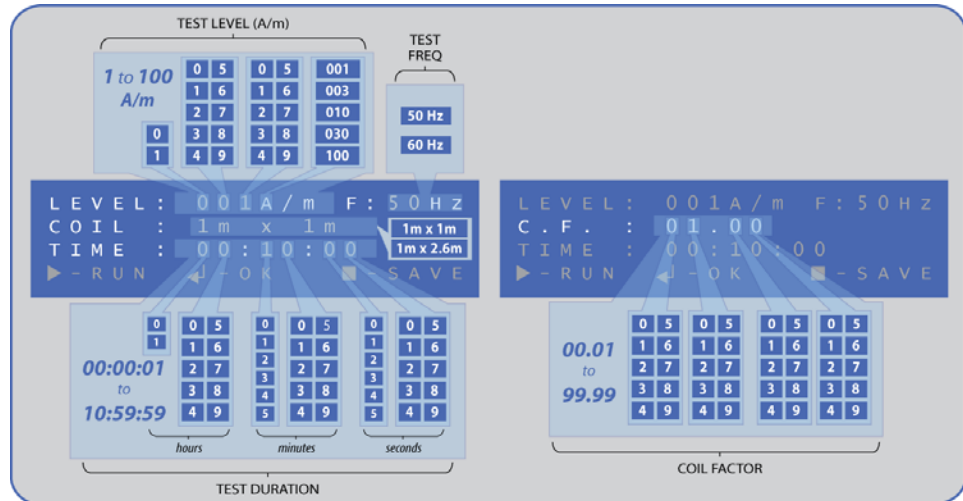 TEST LEVEL (A/m)
TEST
FREQ
1 to 100
A/m
0
1
0 5
1 6
2 7
3 8
4 9
0 5
1 6
2 7
3 8
4 9
001
003
010
030
100
50 Hz
60 Hz
LEVEL: 001A/m F:50Hz
COIL : 1m x 1m
TIME : 00:10:00
▶-RUN ↲-OK ■-SAVE
1m x 1m
1m x 2.6m
00:00:01
to
10:59:59
0
1
0 5
1 6
2 7
3 8
4 9
0
1
2
3
4
5
0 5
1 6
2 7
3 8
4 9
0
1
2
3
4
5
0 5
1 6
2 7
3 8
4 9
hours
minutes
seconds
TEST DURATION
LEVEL: 001A/m F:50Hz
C.F. : 01.00
TIME : 00:10:00
▶-RUN ↲-OK ■-SAVE
00.01
to
99.99
0 5
1 6
2 7
3 8
4 9
0 5
1 6
2 7
3 8
4 9
0 5
1 6
2 7
3 8
4 9
0 5
1 6
2 7
3 8
4 9
COIL FACTOR